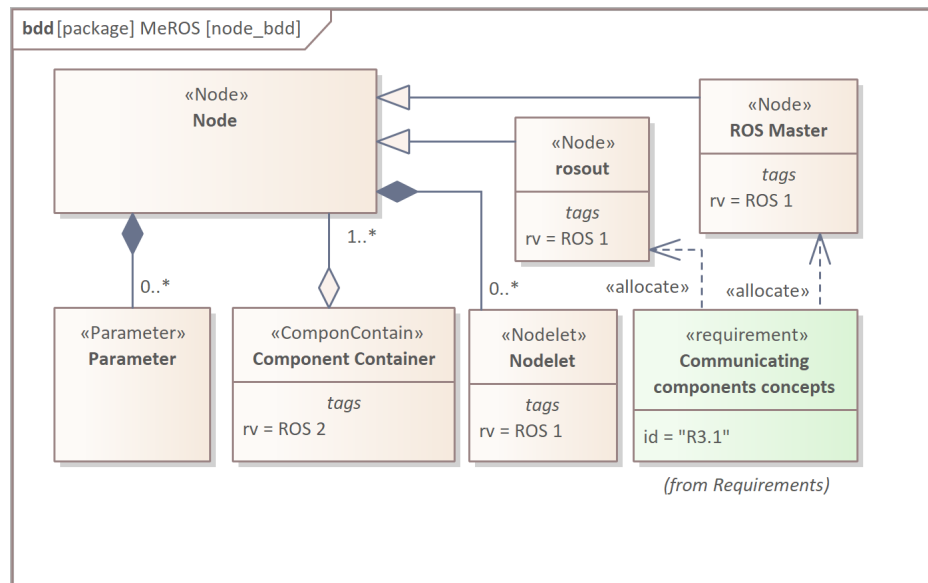 bdd [package] MeROS [node_bdd]
«Node»
Node
«Node»
ROS Master
tags
rv = ROS 1
«Node»
rosout
tags
rv = ROS 1
1..*
0..*
0..*
«allocate»
«allocate»
«Parameter»
Parameter
«ComponContain»
Component Container
tags
rv = ROS 2
«Nodelet»
Nodelet
tags
rv = ROS 1
«requirement»
Communicating
components concepts
id = "R3.1"
(from Requirements)